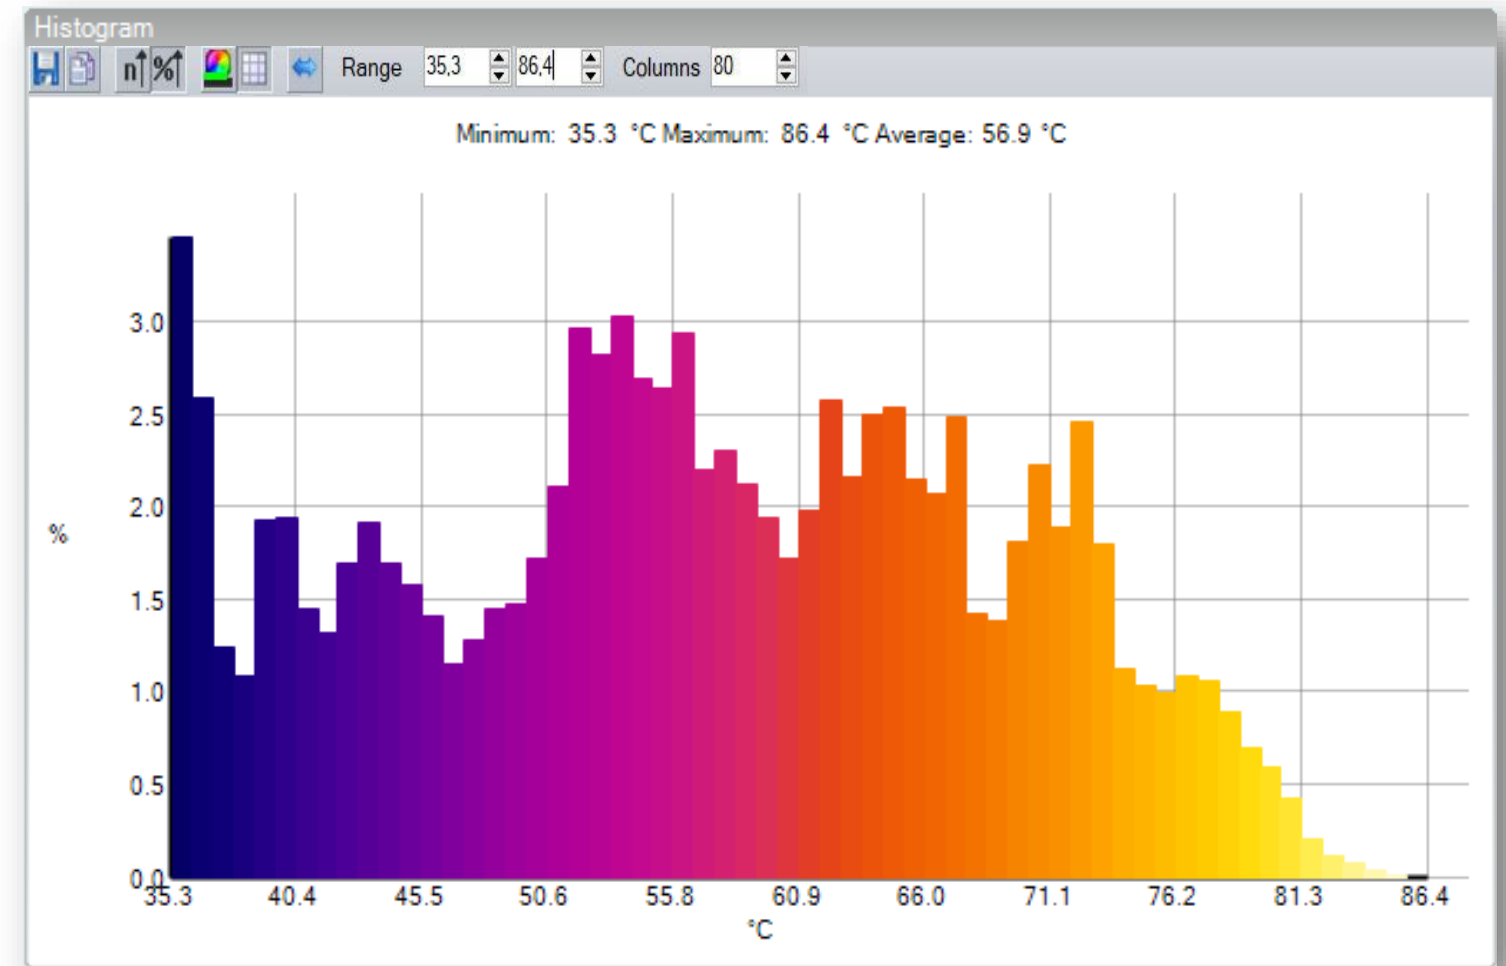 Histogram
n % Range 35,3 86,4 Columns 80
Minimum: 35.3 °C Maximum: 86.4 °C Average: 56.9 °C
3.0
2.5
2.0
%
1.5
1.0
0.5
0.0
35.3 40.4 45.5 50.6 55.8 60.9 66.0 71.1 76.2 81.3 86.4
°C